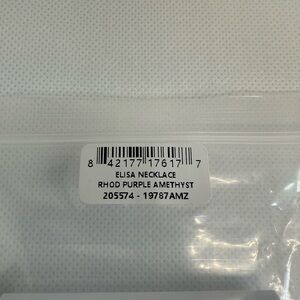 8 42177 17617 7
ELISA NECKLACE
RHOD PURPLE AMETHYST
205574 - 19787AMZ